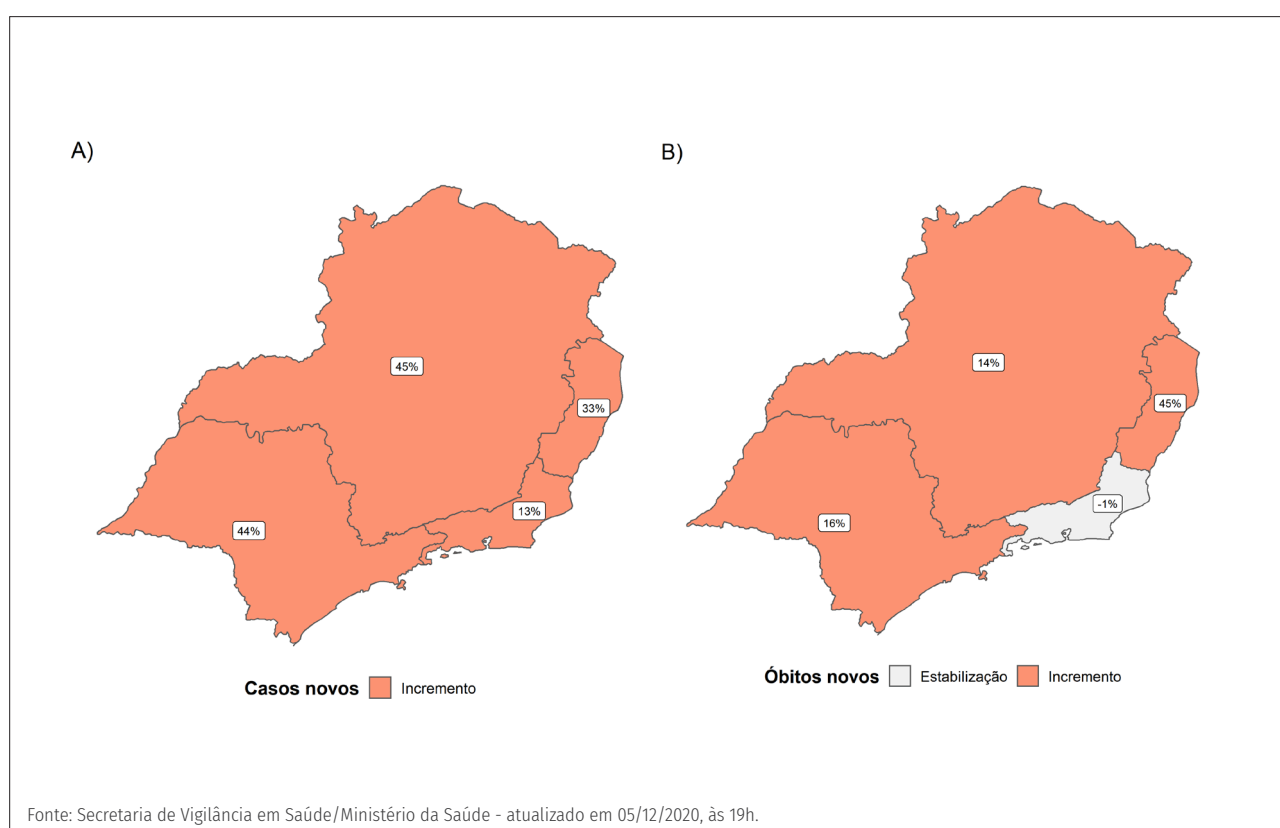 A)
45%
33%
13%
44%
Casos novos Incremento
B)
14%
45%
-1%
16%
Óbitos novos Estabilização Incremento
Fonte: Secretaria de Vigilância em Saúde/Ministério da Saúde - atualizado em 05/12/2020, às 19h.